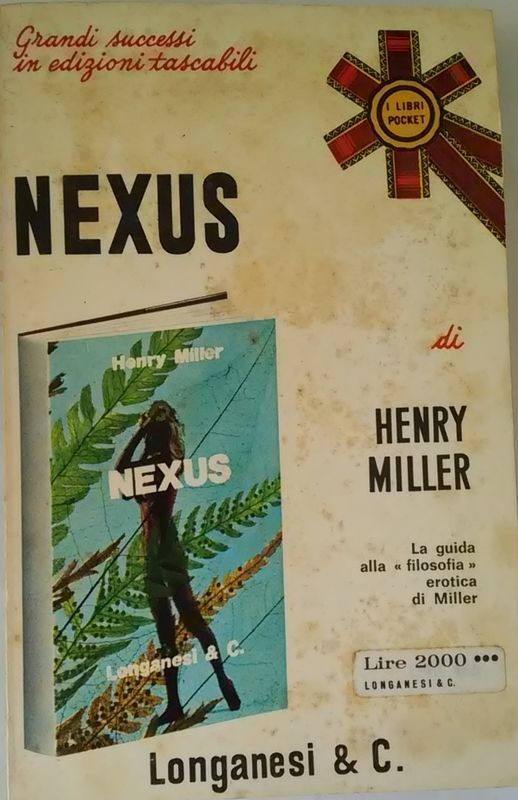 Grandi successi
in edizioni tascabili
I LIBRI
POCKET
NEXUS
di
Henry Miller
NEXUS
Longanesi & C.
HENRY
MILLER
La guida
alla « filosofia »
erotica
di Miller
Lire 2000 •••
LONGANESI & C.
Longanesi & C.